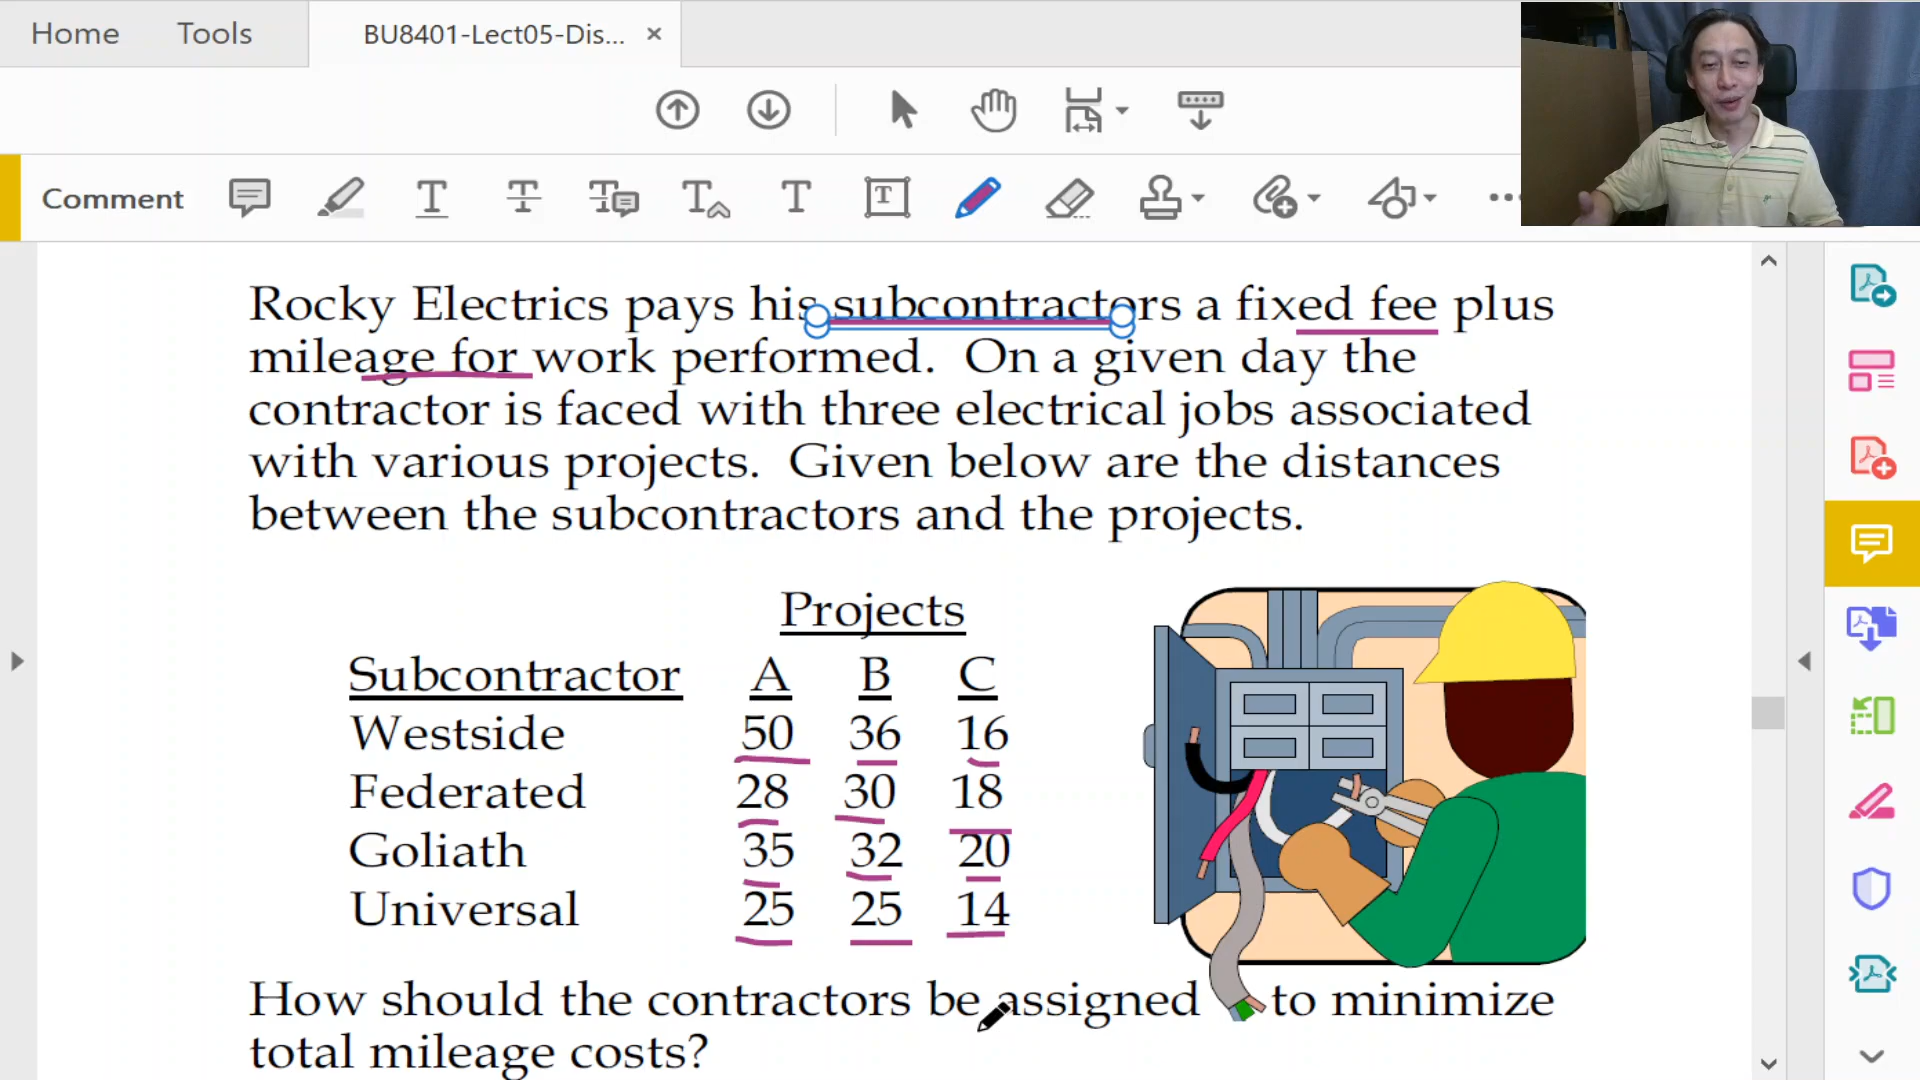 Home Tools BU8401-Lect05-Dis... ×
Comment
Rocky Electrics pays his subcontractors a fixed fee plus
mileage for work performed. On a given day the
contractor is faced with three electrical jobs associated
with various projects. Given below are the distances
between the subcontractors and the projects.
Projects
Subcontractor A B C
Westside 50 36 16
Federated 28 30 18
Goliath 35 32 20
Universal 25 25 14
How should the contractors be assigned to minimize
total mileage costs?